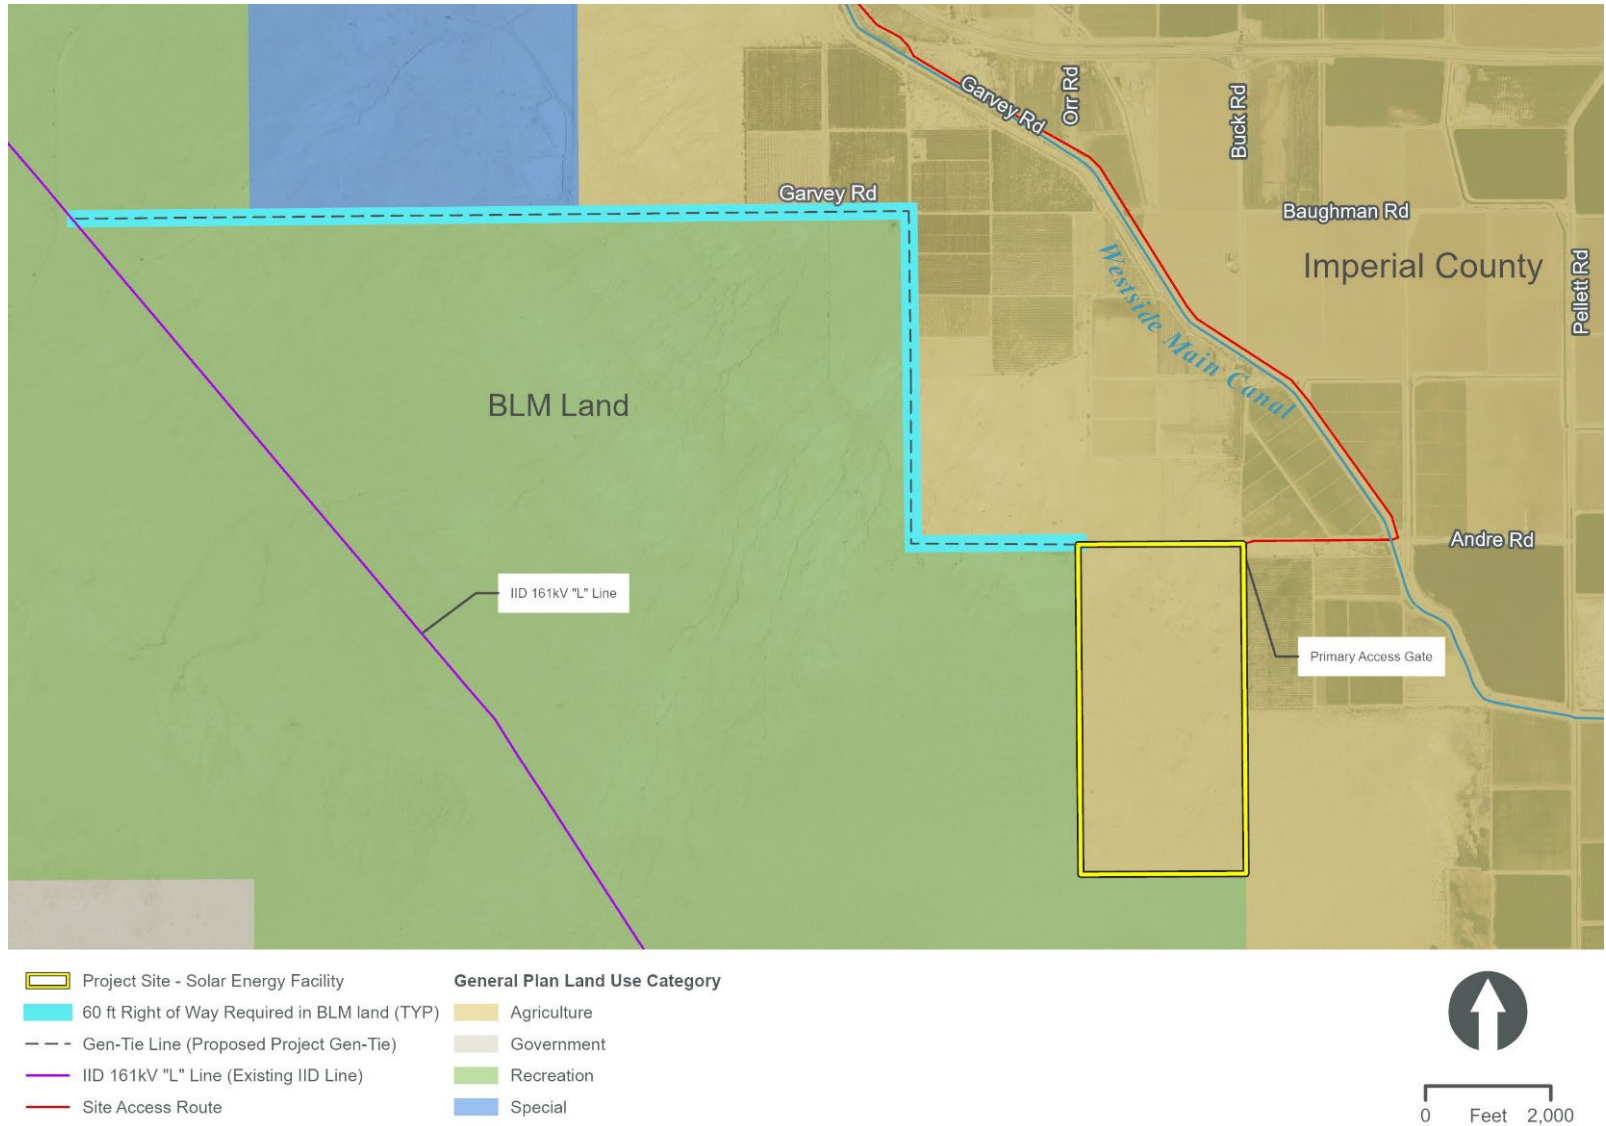 Garvey Rd
Orr Rd
Buck Rd
Garvey Rd
Baughman Rd
Imperial County
Pellett Rd
Westside Main Canal
BLM Land
Andre Rd
IID 161kV "L" Line
Primary Access Gate
Project Site - Solar Energy Facility
60 ft Right of Way Required in BLM land (TYP)
Gen-Tie Line (Proposed Project Gen-Tie)
IID 161kV "L" Line (Existing IID Line)
Site Access Route
General Plan Land Use Category
Agriculture
Government
Recreation
Special
0 Feet 2,000